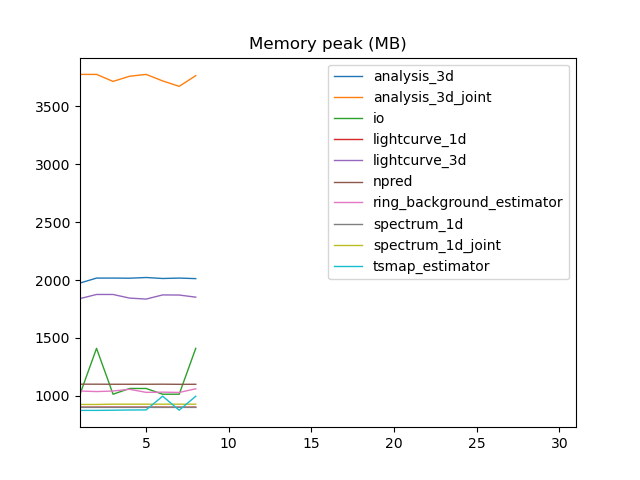 Memory peak (MB)
3500
3000
2500
2000
1500
1000
5 10 15 20 25 30
analysis_3d
analysis_3d_joint
io
lightcurve_1d
lightcurve_3d
npred
ring_background_estimator
spectrum_1d
spectrum_1d_joint
tsmap_estimator